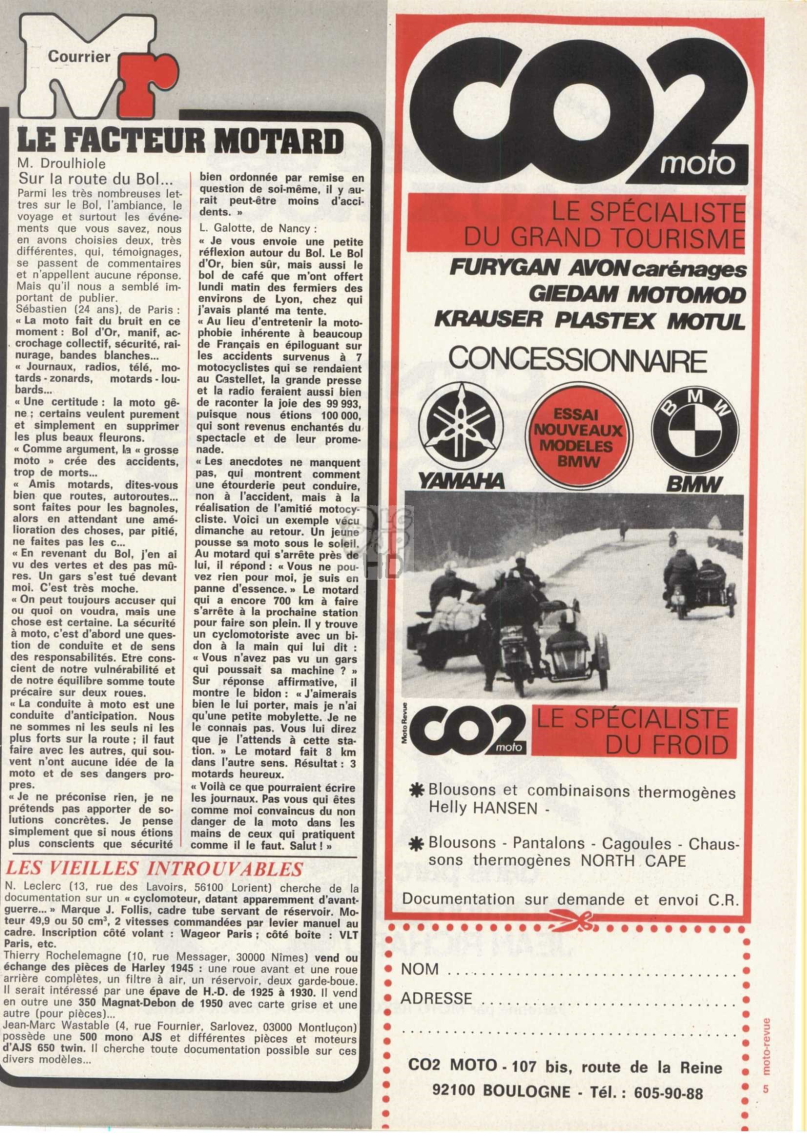 Courrier
Mr
LE FACTEUR MOTARD
M. Droulhiole
Sur la route du Bol...
Parmi les très nombreuses let-
tres sur le Bol, l'ambiance, le
voyage et surtout les événe-
ments que vous savez, nous
en avons choisies deux, très
différentes, qui, témoignages,
se passent de commentaires
et n'appellent aucune réponse.
Mais qu'il nous a semblé im-
portant de publier.
Sébastien (24 ans), de Paris :
« La moto fait du bruit en ce
moment : Bol d'Or, manif, ac-
crochage collectif, sécurité, rai-
nurage, bandes blanches...
« Journaux, radios, télé, mo-
tards - zonards, motards - lou-
bards...
« Une certitude : la moto gê-
ne ; certains veulent purement
et simplement en supprimer
les plus beaux fleurons.
« Comme argument, la « grosse
moto » crée des accidents,
trop de morts...
« Amis motards, dites-vous
bien que routes, autoroutes...
sont faites pour les bagnoles,
alors en attendant une amé-
lioration des choses, par pitié,
ne faites pas les c...
« En revenant du Bol, j'en ai
vu des vertes et des pas mû-
res. Un gars s'est tué devant
moi. C'est très moche.
« On peut toujours accuser qui
ou quoi on voudra, mais une
chose est certaine. La sécurité
à moto, c'est d'abord une ques-
tion de conduite et de sens
des responsabilités. Etre cons-
cient de notre vulnérabilité et
de notre équilibre somme toute
précaire sur deux roues.
« La conduite à moto est une
conduite d'anticipation. Nous
ne sommes ni les seuls ni les
plus forts sur la route ; il faut
faire avec les autres, qui sou-
vent n'ont aucune idée de la
moto et de ses dangers pro-
pres.
« Je ne préconise rien, je ne
prétends pas apporter de so-
lutions concrètes. Je pense
simplement que si nous étions
plus conscients que sécurité
bien ordonnée par remise en
question de soi-même, il y au-
rait peut-être moins d'acci-
dents. »
L. Galotte, de Nancy :
« Je vous envoie une petite
réflexion autour du Bol. Le Bol
d'Or, bien sûr, mais aussi le
bol de café que m'ont offert
lundi matin des fermiers des
environs de Lyon, chez qui
j'avais planté ma tente.
« Au lieu d'entretenir la moto-
phobie inhérente à beaucoup
de Français en épiloguant sur
les accidents survenus à 7
motocyclistes qui se rendaient
au Castellet, la grande presse
et la radio feraient aussi bien
de raconter la joie des 99 993,
puisque nous étions 100 000,
qui sont revenus enchantés du
spectacle et de leur prome-
nade.
« Les anecdotes ne manquent
pas, qui montrent comment
une étourderie peut conduire,
non à l'accident, mais à la
réalisation de l'amitié motocy-
cliste. Voici un exemple vécu
dimanche au retour. Un jeune
pousse sa moto sous le soleil.
Au motard qui s'arrête près de
lui, il répond : « Vous ne pou-
vez rien pour moi, je suis en
panne d'essence. » Le motard
qui a encore 700 km à faire
s'arrête à la prochaine station
pour faire son plein. Il y trouve
un cyclomotoriste avec un bi-
don à la main qui lui dit :
« Vous n'avez pas vu un gars
qui poussait sa machine ? »
Sur réponse affirmative, il
montre le bidon : « J'aimerais
bien le lui porter, mais je n'ai
qu'une petite mobylette. Je ne
le connais pas. Vous lui direz
que je l'attends à cette sta-
tion. » Le motard fait 8 km
dans l'autre sens. Résultat : 3
motards heureux.
« Voilà ce que pourraient écrire
les journaux. Pas vous qui êtes
comme moi convaincus du non
danger de la moto dans les
mains de ceux qui pratiquent
comme il le faut. Salut ! »
LES VIEILLES INTROUVABLES
N. Leclerc (13, rue des Lavoirs, 56100 Lorient) cherche de la
documentation sur un « cyclomoteur, datant apparemment d'avant-
guerre... » Marque J. Follis, cadre tube servant de réservoir. Mo-
teur 49,9 ou 50 cm³, 2 vitesses commandées par levier manuel au
cadre. Inscription côté volant : Wageor Paris ; côté boîte : VLT
Paris, etc.
Thierry Rochelemagne (10, rue Messager, 30000 Nîmes) vend ou
échange des pièces de Harley 1945 : une roue avant et une roue
arrière complètes, un filtre à air, un réservoir, deux garde-boue.
Il serait intéressé par une épave de H.-D. de 1925 à 1930. Il vend
en outre une 350 Magnat-Debon de 1950 avec carte grise et une
autre (pour pièces)...
Jean-Marc Wastable (4, rue Fournier, Sarlovez, 03000 Montluçon)
possède une 500 mono AJS et différentes pièces et moteurs
d'AJS 650 twin. Il cherche toute documentation possible sur ces
divers modèles...
CO2
moto
LE SPÉCIALISTE
DU GRAND TOURISME
FURYGAN AVON carénages
GIEDAM MOTOMOD
KRAUSER PLASTEX MOTUL
CONCESSIONNAIRE
ESSAI
NOUVEAUX
MODELES
BMW
BMW
YAMAHA
BMW
Moto Revue
CO2 moto
LE SPÉCIALISTE
DU FROID
✱ Blousons et combinaisons thermogènes
Helly HANSEN -
✱ Blousons - Pantalons - Cagoules - Chaus-
sons thermogènes NORTH CAPE
Documentation sur demande et envoi C.R.
NOM
ADRESSE
CO2 MOTO - 107 bis, route de la Reine
92100 BOULOGNE - Tél. : 605-90-88
moto-revue
5